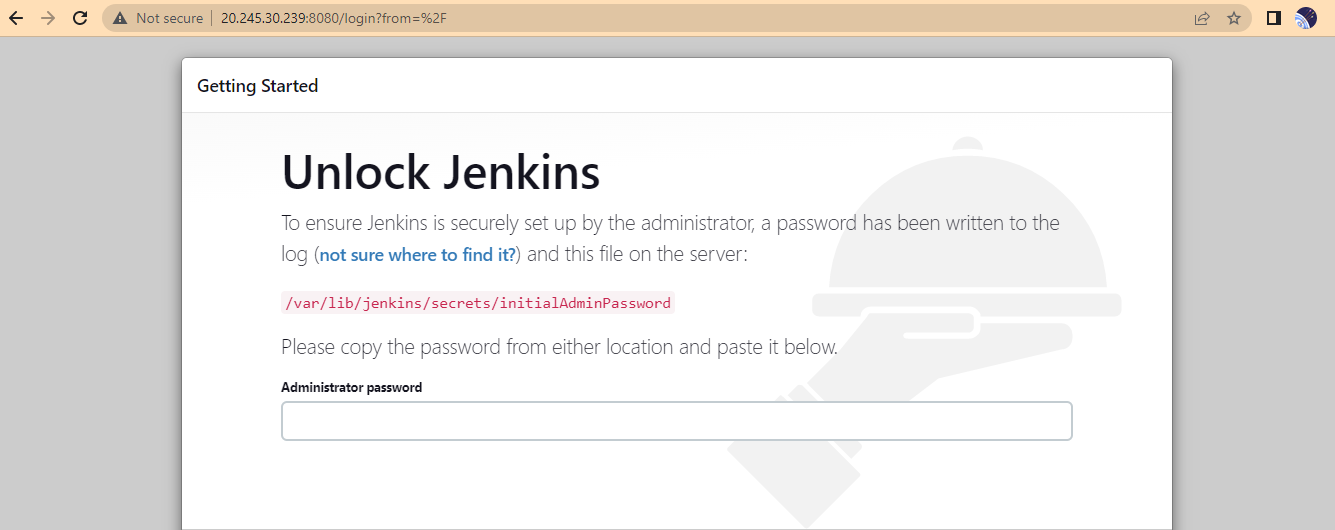 Not secure | 20.245.30.239:8080/login?from=%2F
Getting Started
Unlock Jenkins
To ensure Jenkins is securely set up by the administrator, a password has been written to the
log (not sure where to find it?) and this file on the server:
/var/lib/jenkins/secrets/initialAdminPassword
Please copy the password from either location and paste it below.
Administrator password